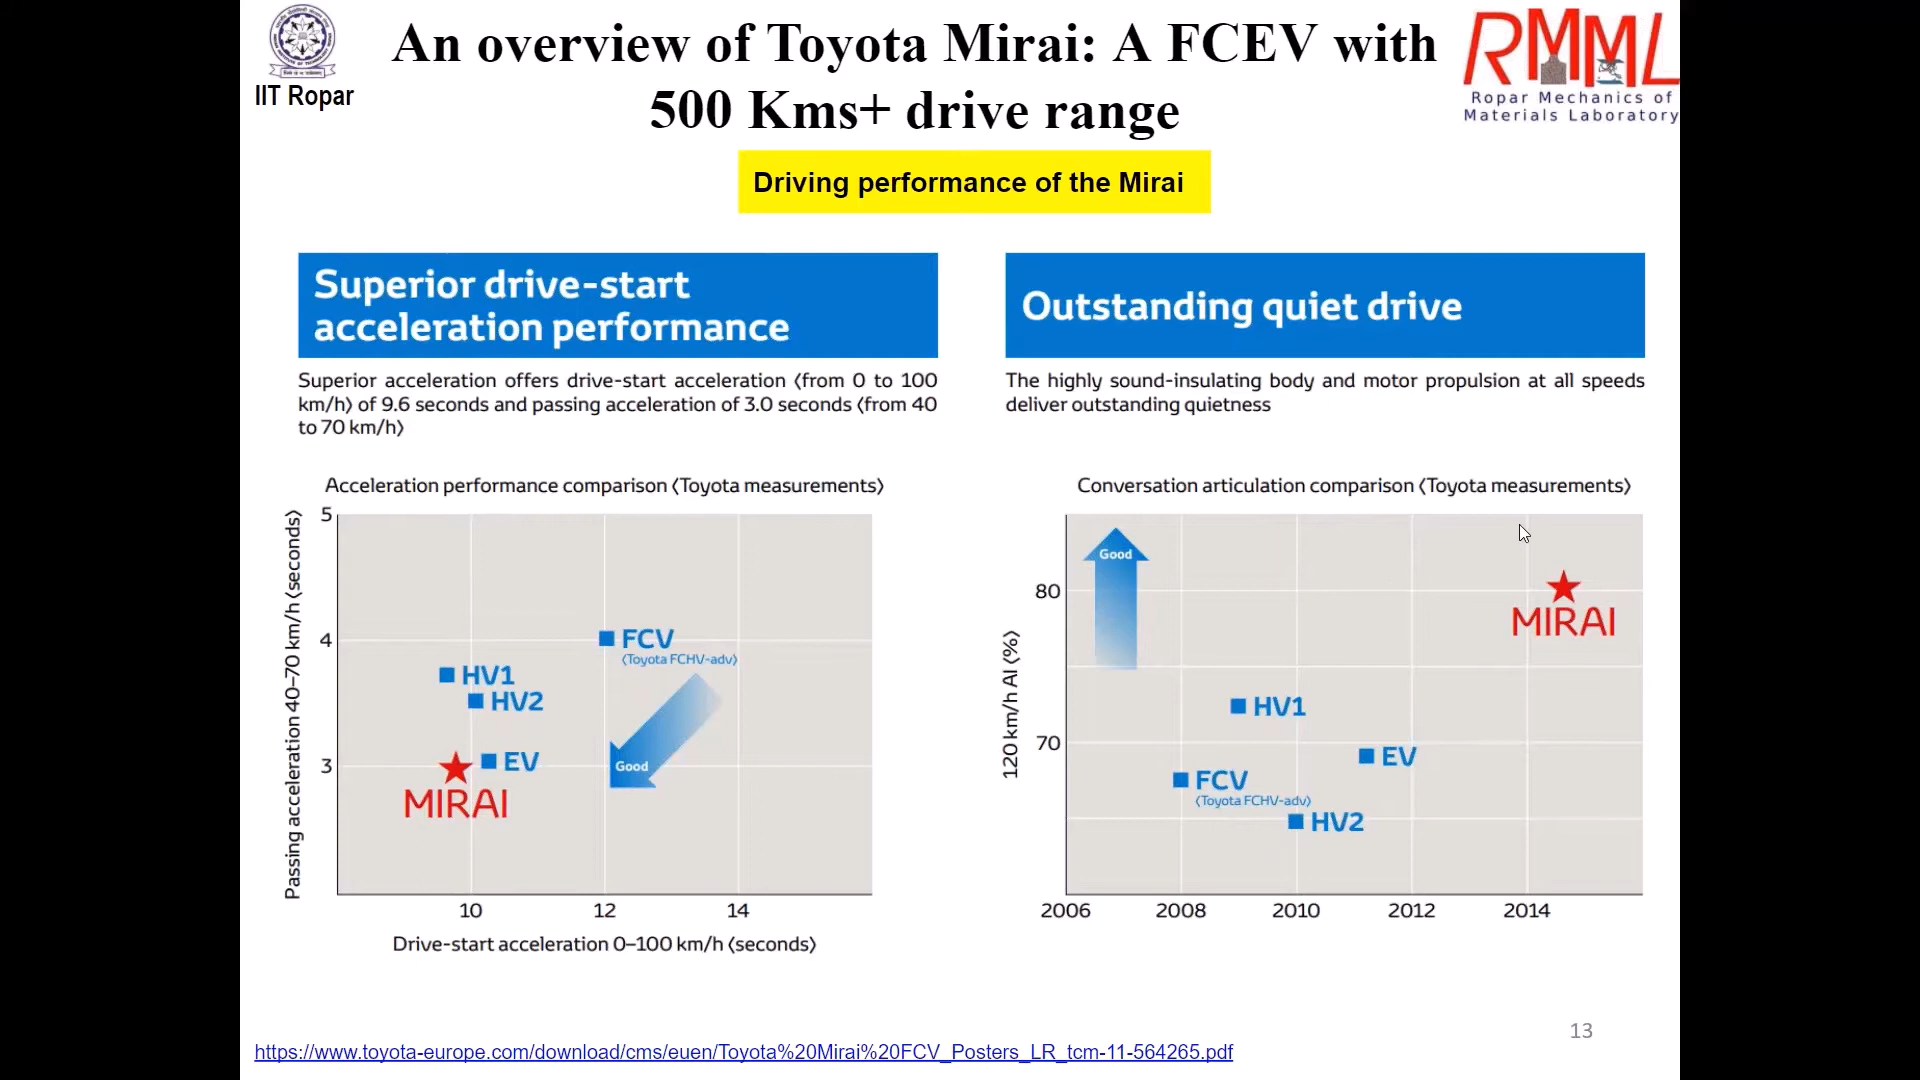 IIT Ropar
An overview of Toyota Mirai: A FCEV with
500 Kms+ drive range
RMML
Ropar Mechanics of
Materials Laboratory
Driving performance of the Mirai
Superior drive-start
acceleration performance
Superior acceleration offers drive-start acceleration (from 0 to 100
km/h) of 9.6 seconds and passing acceleration of 3.0 seconds (from 40
to 70 km/h)
Acceleration performance comparison (Toyota measurements)
Passing acceleration 40–70 km/h (seconds)
5
4
3
FCV
(Toyota FCHV-adv)
HV1
HV2
EV
Good
MIRAI
10 12 14
Drive-start acceleration 0–100 km/h (seconds)
Outstanding quiet drive
The highly sound-insulating body and motor propulsion at all speeds
deliver outstanding quietness
Conversation articulation comparison (Toyota measurements)
120 km/h AI (%)
Good
80
70
MIRAI
HV1
EV
FCV
(Toyota FCHV-adv)
HV2
2006 2008 2010 2012 2014
13
https://www.toyota-europe.com/download/cms/euen/Toyota%20Mirai%20FCV_Posters_LR_tcm-11-564265.pdf